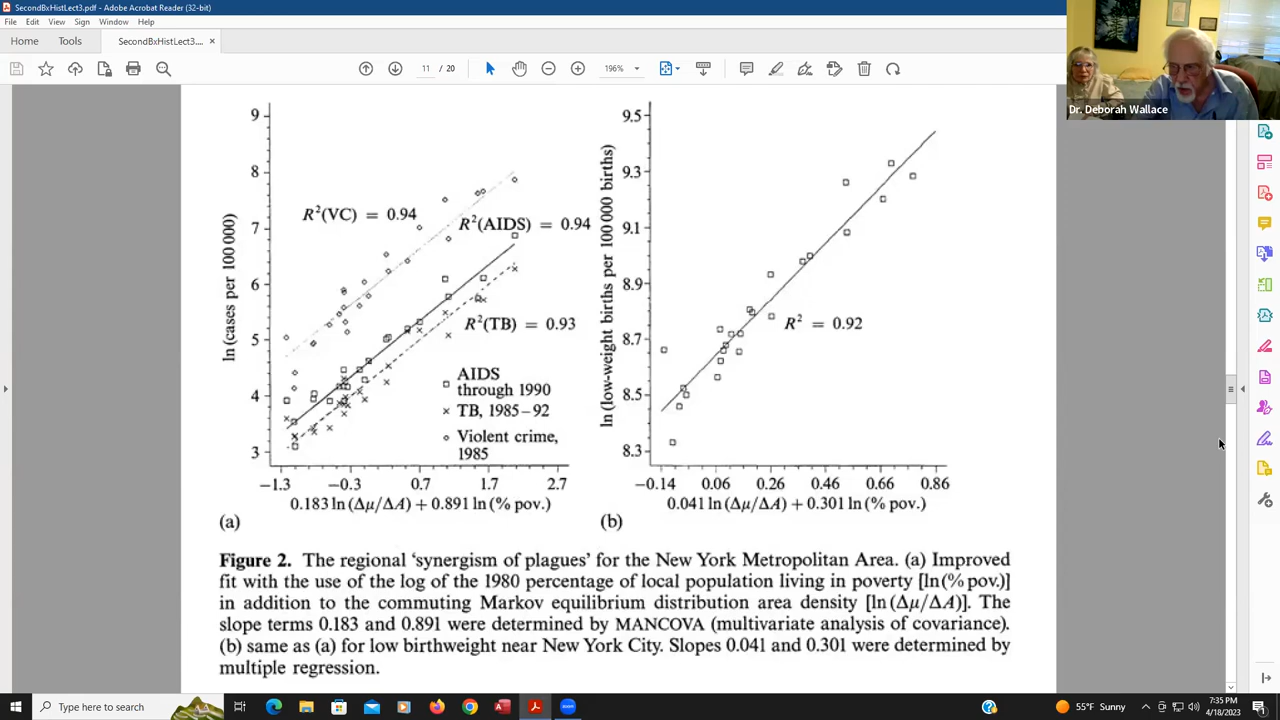 SecondBxHistLect3.pdf - Adobe Acrobat Reader (32-bit)
File Edit View Sign Window Help
Home Tools SecondBxHistLect3.... ×
11 / 20 196%
Dr. Deborah Wallace
9
8
7
6
5
4
3
ln (cases per 100 000)
R²(VC) = 0.94
R²(AIDS) = 0.94
R²(TB) = 0.93
AIDS
through 1990
TB, 1985–92
Violent crime,
1985
−1.3 −0.3 0.7 1.7 2.7
0.183 ln (Δμ/ΔA) + 0.891 ln (% pov.)
(a)
9.5
9.3
9.1
8.9
8.7
8.5
8.3
ln (low-weight births per 100 000 births)
R² = 0.92
−0.14 0.06 0.26 0.46 0.66 0.86
0.041 ln (Δμ/ΔA) + 0.301 ln (% pov.)
(b)
Figure 2. The regional 'synergism of plagues' for the New York Metropolitan Area. (a) Improved
fit with the use of the log of the 1980 percentage of local population living in poverty [ln (% pov.)]
in addition to the commuting Markov equilibrium distribution area density [ln (Δμ/ΔA)]. The
slope terms 0.183 and 0.891 were determined by MANCOVA (multivariate analysis of covariance).
(b) same as (a) for low birthweight near New York City. Slopes 0.041 and 0.301 were determined by
multiple regression.
Type here to search
55°F Sunny
7:35 PM
4/18/2023